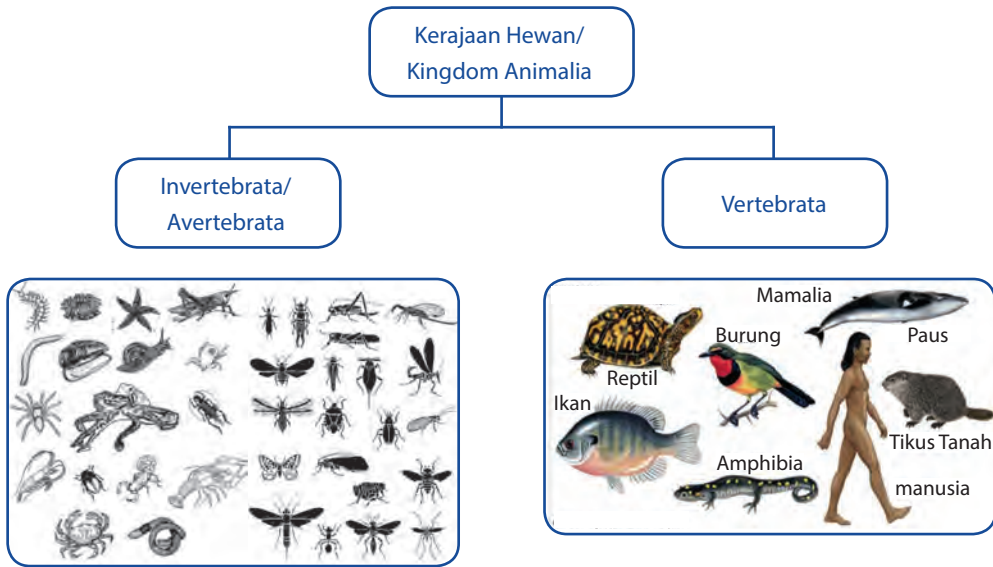 Kerajaan Hewan/
Kingdom Animalia
Invertebrata/
Avertebrata
Vertebrata
Mamalia
Paus
Burung
Reptil
Ikan
Tikus Tanah
Amphibia
manusia